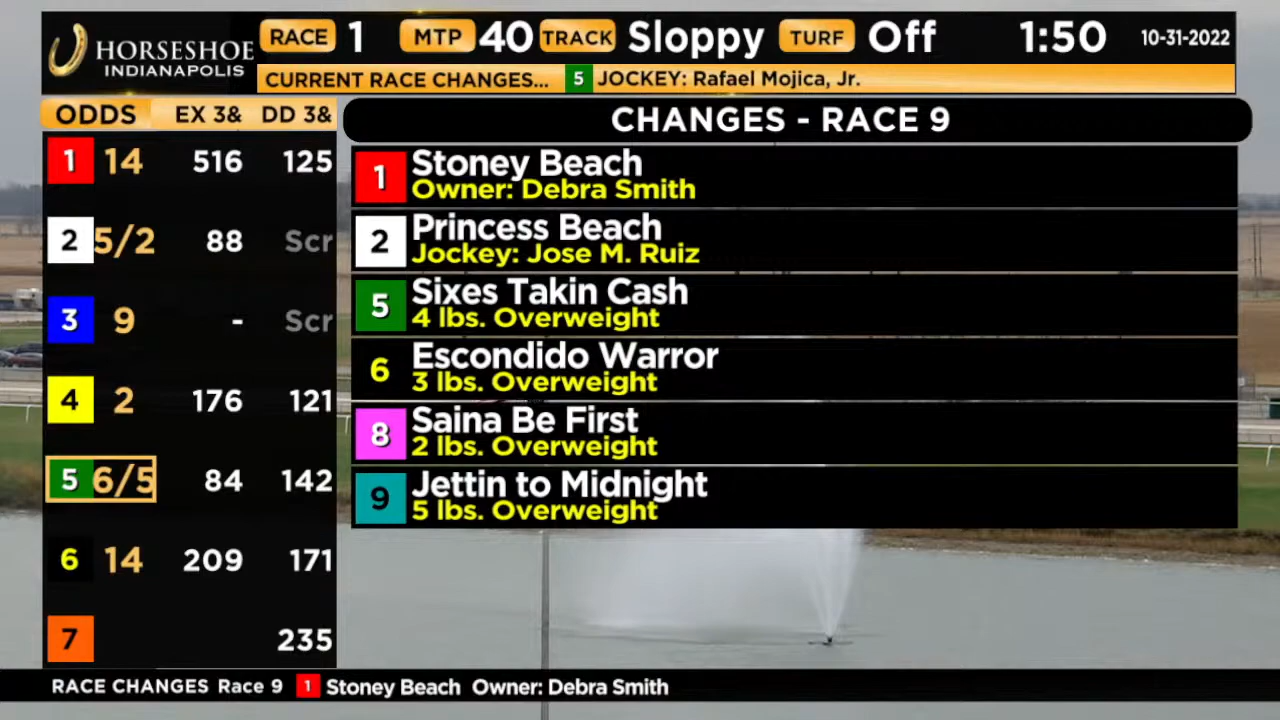 HORSESHOE
INDIANAPOLIS
RACE 1 MTP 40 TRACK Sloppy TURF Off 1:50 10-31-2022
CURRENT RACE CHANGES... 5 JOCKEY: Rafael Mojica, Jr.
ODDS EX 3& DD 3&
1 14 516 125
2 5/2 88 Scr
3 9 - Scr
4 2 176 121
5 6/5 84 142
6 14 209 171
7 235
CHANGES - RACE 9
1 Stoney Beach
Owner: Debra Smith
2 Princess Beach
Jockey: Jose M. Ruiz
5 Sixes Takin Cash
4 lbs. Overweight
6 Escondido Warror
3 lbs. Overweight
8 Saina Be First
2 lbs. Overweight
9 Jettin to Midnight
5 lbs. Overweight
RACE CHANGES Race 9 1 Stoney Beach Owner: Debra Smith